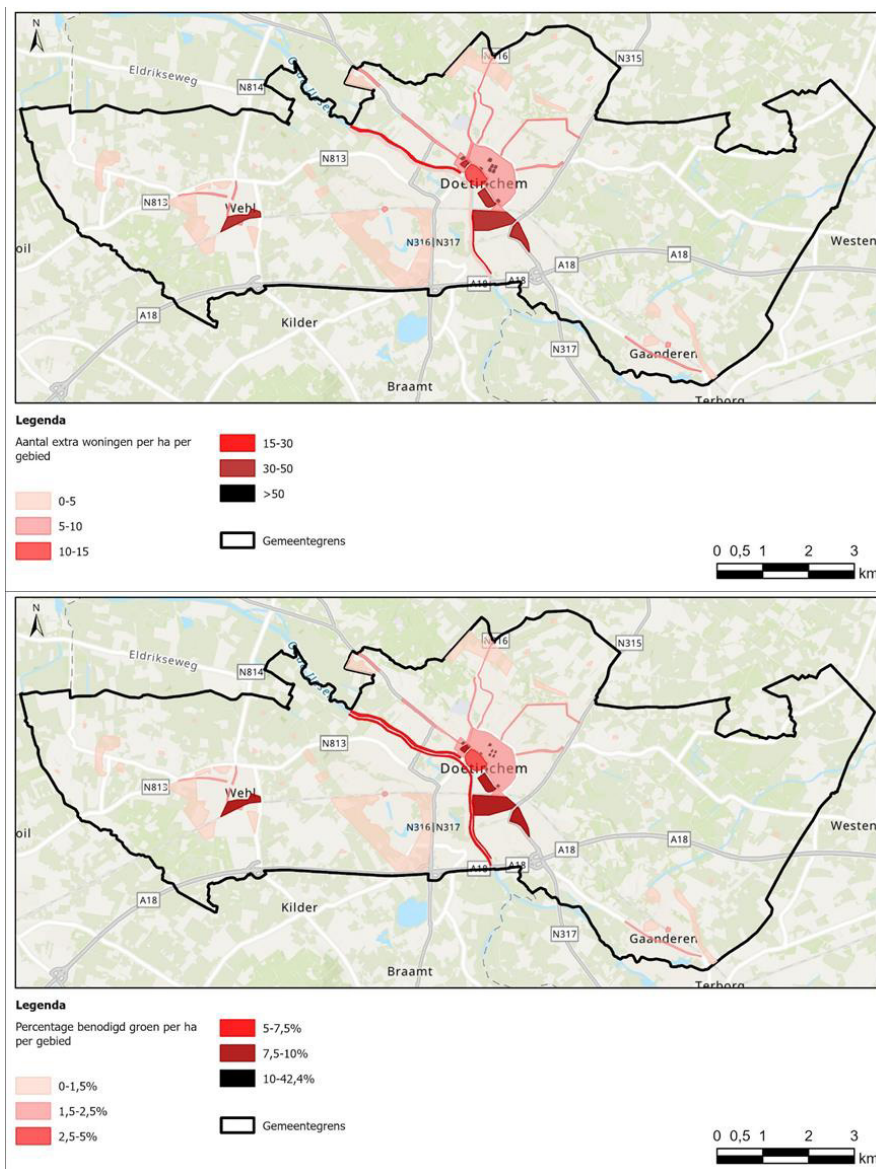 N
N316
N315
Eldrikseweg
N814
N813
Doetinchem
N813
Wehl
oil
N316
N317
A18
A18
A18
Westen
A18
Kilder
N317
Gaanderen
Braamt
Terborg
Legenda
Aantal extra woningen per ha per
gebied
0-5
5-10
10-15
15-30
30-50
>50
Gemeentegrens
0 0,5 1 2 3
km
N
N315
Eldrikseweg
N814
N813
Doetinchem
N813
Wehl
oil
N316
N317
A18
A18
A18
Westen
A18
Kilder
N317
Gaanderen
Braamt
Terborg
Legenda
Percentage benodigd groen per ha
per gebied
0-1,5%
1,5-2,5%
2,5-5%
5-7,5%
7,5-10%
10-42,4%
Gemeentegrens
0 0,5 1 2 3
km